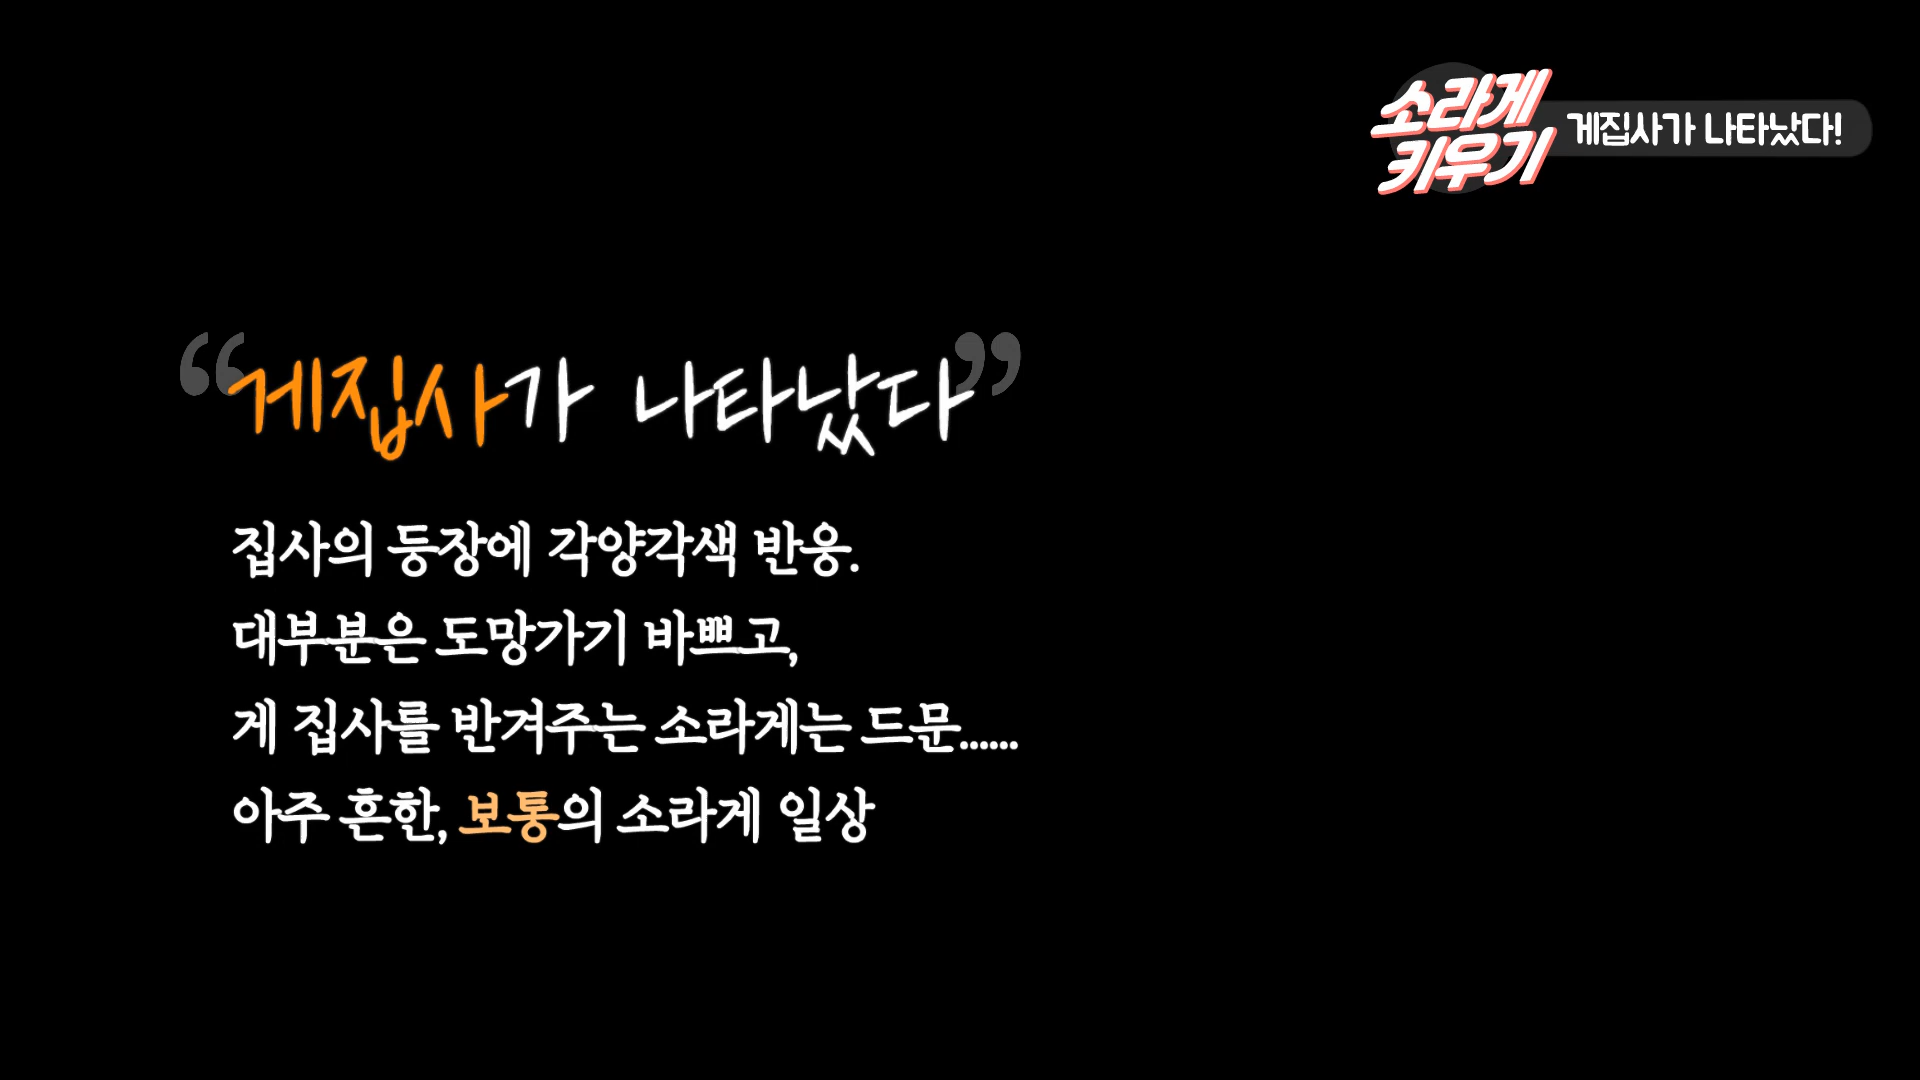 소라게
키우기
게집사가 나타났다!
“게집사가 나타났다”
집사의 등장에 각양각색 반응.
대부분은 도망가기 바쁘고,
게 집사를 반겨주는 소라게는 드문......
아주 흔한, 보통의 소라게 일상